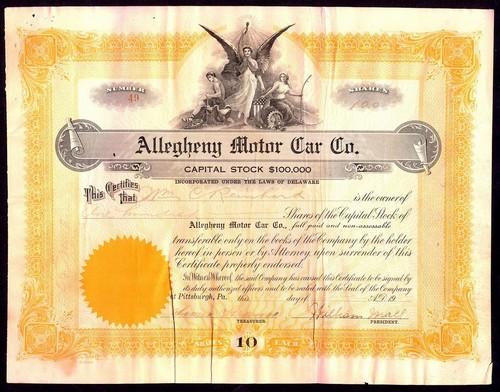 NUMBER
49
SHARES
Allegheny Motor Car Co.
CAPITAL STOCK $100,000
INCORPORATED UNDER THE LAWS OF DELAWARE
This Certifies
that
is the owner of
Shares of the Capital Stock of
Allegheny Motor Car Co., full paid and non-assessable
transferable only on the books of the Company by the holder
hereof in person or by Attorney upon surrender of this
Certificate properly endorsed.
In Witness Whereof, the said Company has caused this Certificate to be signed by
its duly authorized officers and to be sealed with the Seal of the Company
at Pittsburgh, Pa. this day of A.D. 19
William
TREASURER.
PRESIDENT.
SHARES 10 EACH